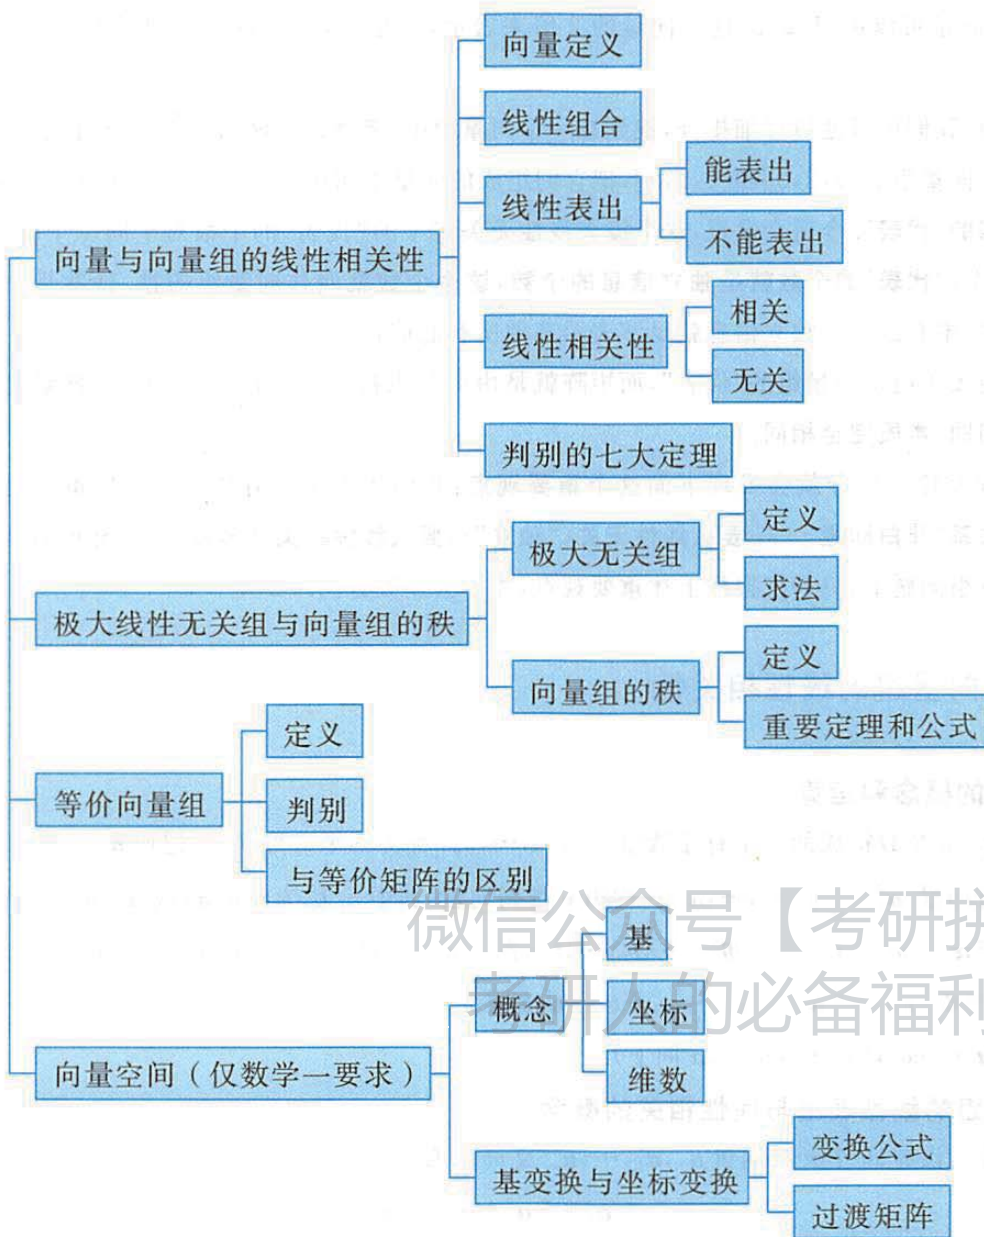 向量定义
线性组合
线性表出
能表出
不能表出
向量与向量组的线性相关性
线性相关性
相关
无关
判别的七大定理
极大线性无关组与向量组的秩
极大无关组
定义
求法
向量组的秩
定义
重要定理和公式
等价向量组
定义
判别
与等价矩阵的区别
微信公众号【考研拼
考研人的必备福利
向量空间（仅数学一要求）
概念
基
坐标
维数
基变换与坐标变换
变换公式
过渡矩阵